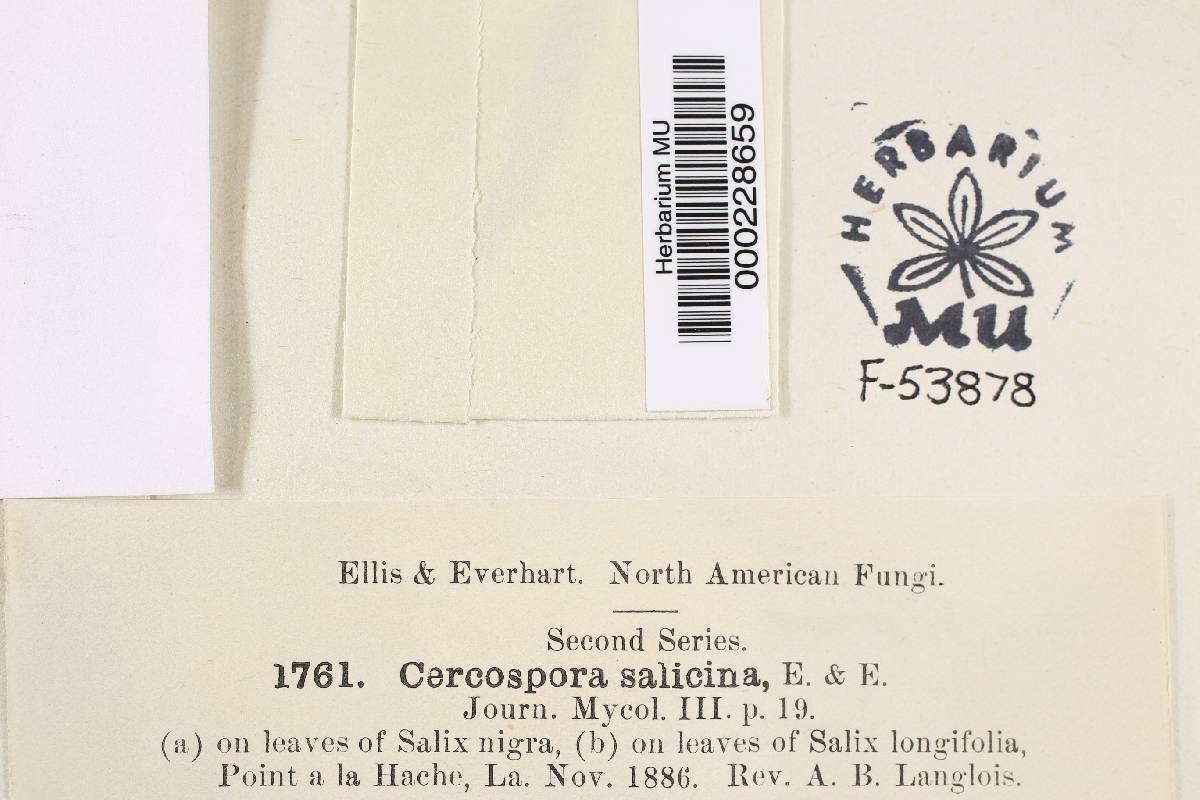 Herbarium MU
000228659
HERBARIUM
MU
F-53878
Ellis & Everhart. North American Fungi.
Second Series.
1761. Cercospora salicina, E. & E.
Journ. Mycol. III. p. 19.
(a) on leaves of Salix nigra, (b) on leaves of Salix longifolia,
Point a la Hache, La. Nov. 1886. Rev. A. B. Langlois.